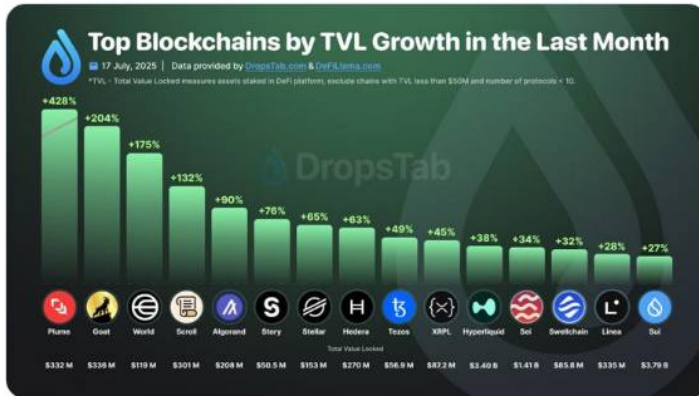 Top Blockchains by TVL Growth in the Last Month
17 July, 2025 | Data provided by DropsTab.com & DeFiLlama.com
*TVL - Total Value Locked measures assets staked in DeFi platform, exclude chains with TVL less than $50M and number of protocols < 10.
+428% +204% +175% +132% +90% +76% +65% +63% +49% +45% +38% +34% +32% +28% +27%
DropsTab
Plume Goat World Scroll Algorand Story Stellar Hedera Tezos XRPL Hyperliquid Sei Swellchain Linea Sui
Total Value Locked
$332 M $336 M $119 M $301 M $208 M $50.5 M $153 M $270 M $56.9 M $87.2 M $3.40 B $1.41 B $85.8 M $335 M $3.79 B